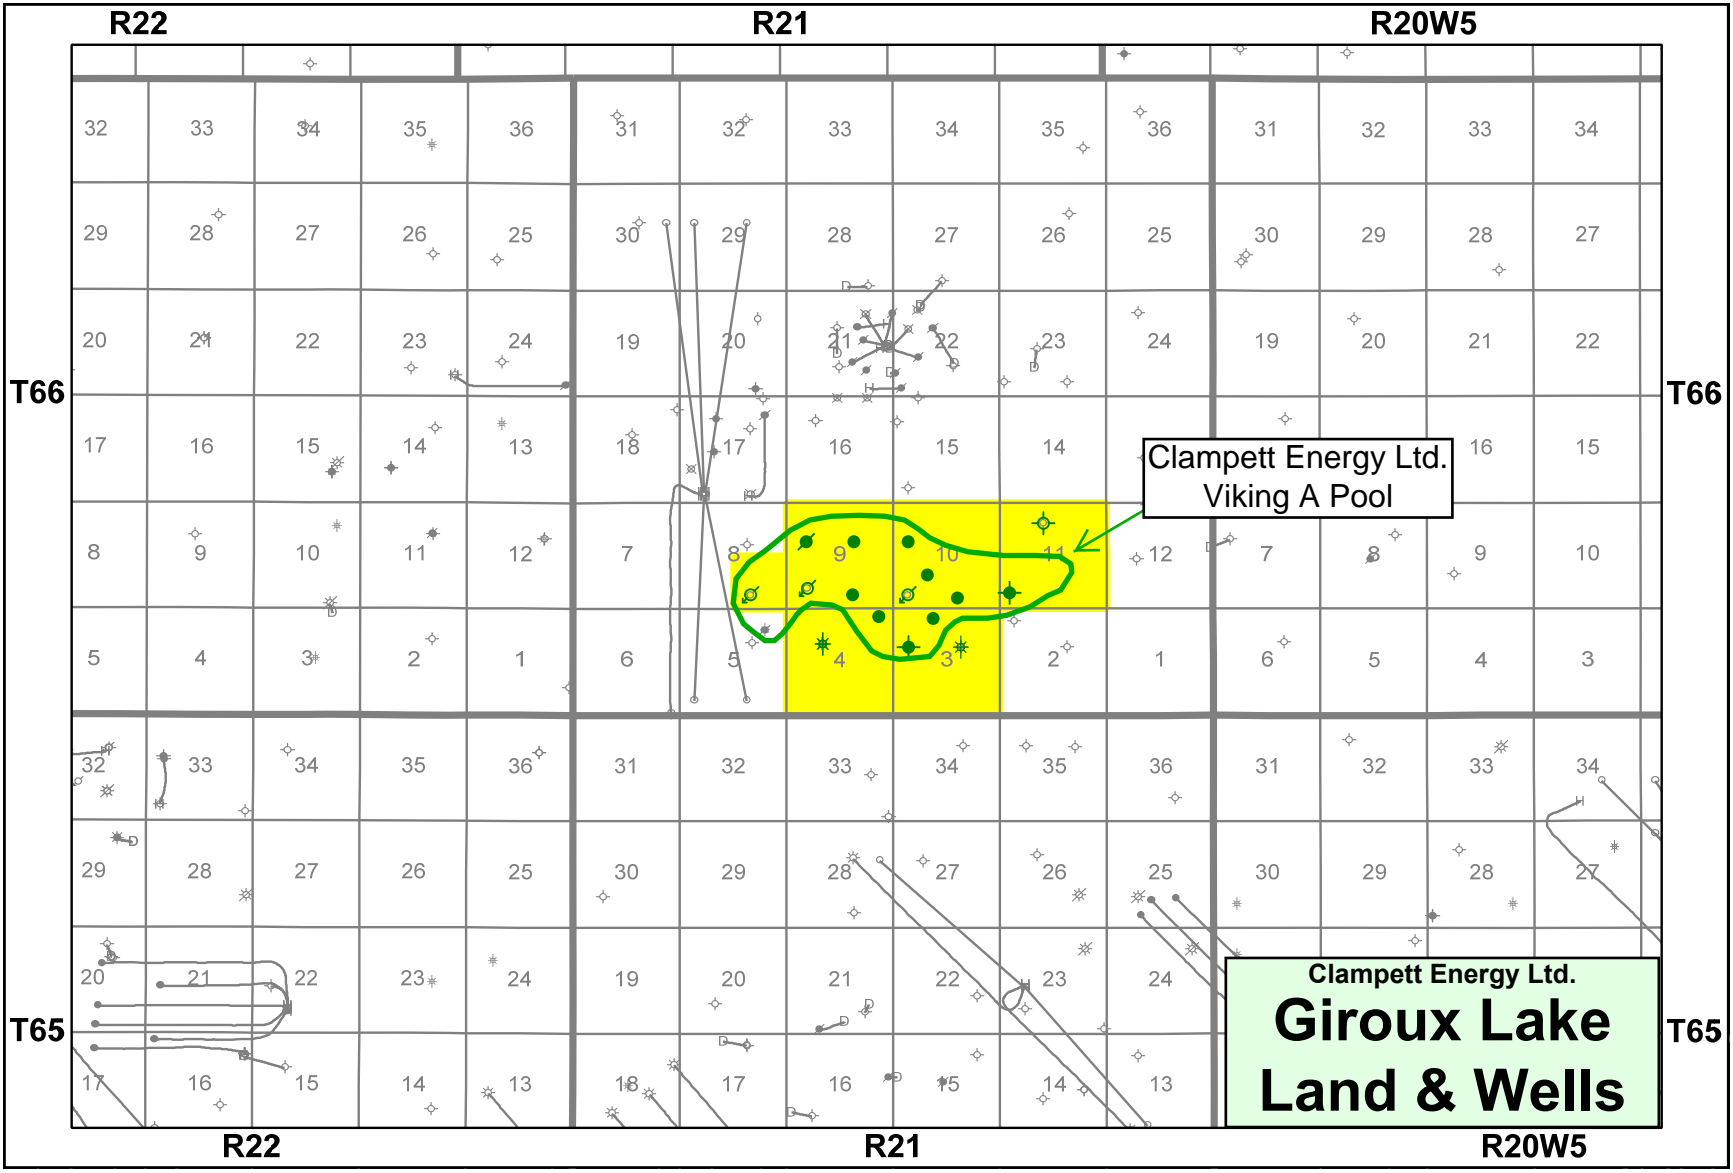 R22 R21 R20W5
32 33 34 35 36 31 32 33 34 35 36 31 32 33 34
29 28 27 26 25 30 29 28 27 26 25 30 29 28 27
20 21 22 23 24 19 20 21 22 23 24 19 20 21 22
T66 T66
17 16 15 14 13 18 17 16 15 14 16 15
Clampett Energy Ltd.
Viking A Pool
8 9 10 11 12 7 8 9 10 11 12 7 8 9 10
5 4 3 2 1 6 5 4 3 2 1 6 5 4 3
32 33 34 35 36 31 32 33 34 35 36 31 32 33 34
29 28 27 26 25 30 29 28 27 26 25 30 29 28 27
20 21 22 23 24 19 20 21 22 23 24
T65 T65
17 16 15 14 13 18 17 16 15 14 13
Clampett Energy Ltd.
Giroux Lake
Land & Wells
R22 R21 R20W5